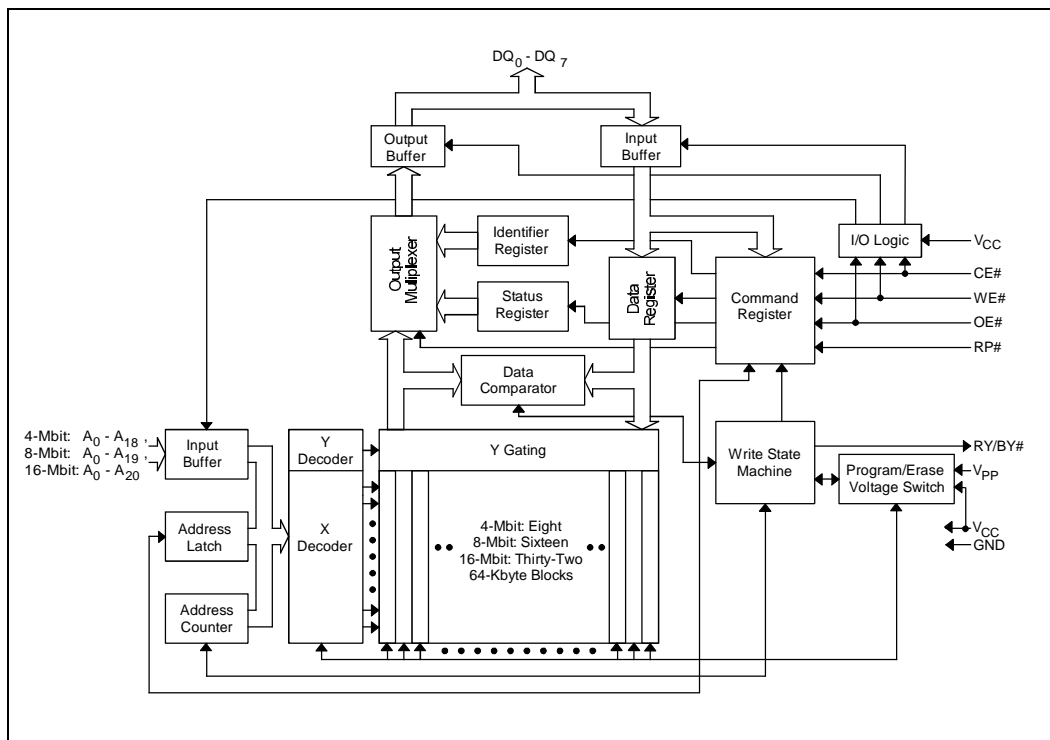 DQ0 - DQ7
Output
Buffer
Input
Buffer
Output
Multiplexer
Identifier
Register
Status
Register
Data
Register
Command
Register
I/O Logic
VCC
CE#
WE#
OE#
RP#
Data
Comparator
4-Mbit: A0 - A18 ,
8-Mbit: A0 - A19 ,
16-Mbit: A0 - A20
Input
Buffer
Y
Decoder
Y Gating
Write State
Machine
RY/BY#
Program/Erase
Voltage Switch
VPP
VCC
GND
Address
Latch
X
Decoder
4-Mbit: Eight
8-Mbit: Sixteen
16-Mbit: Thirty-Two
64-Kbyte Blocks
Address
Counter